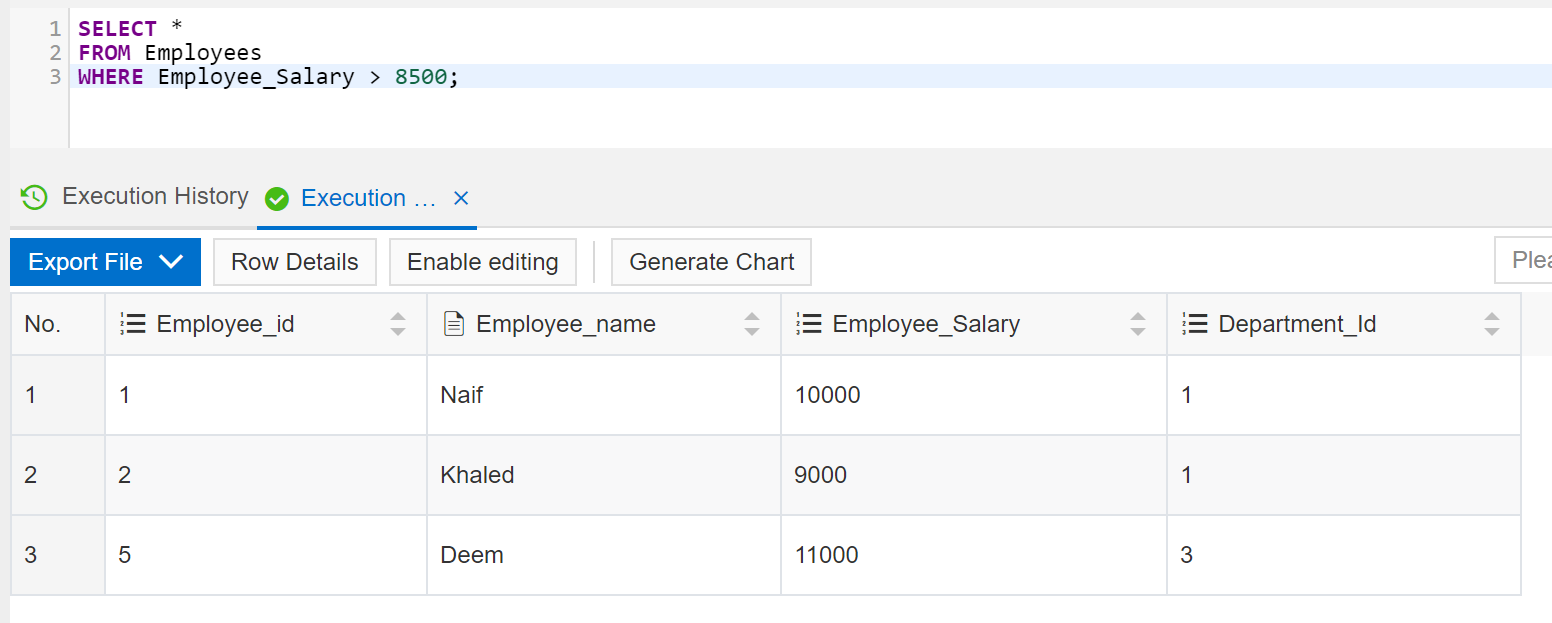 1 SELECT *
2 FROM Employees
3 WHERE Employee_Salary > 8500;
Execution History Execution ...
Export File Row Details Enable editing Generate Chart
No. Employee_id Employee_name Employee_Salary Department_Id
1 1 Naif 10000 1
2 2 Khaled 9000 1
3 5 Deem 11000 3